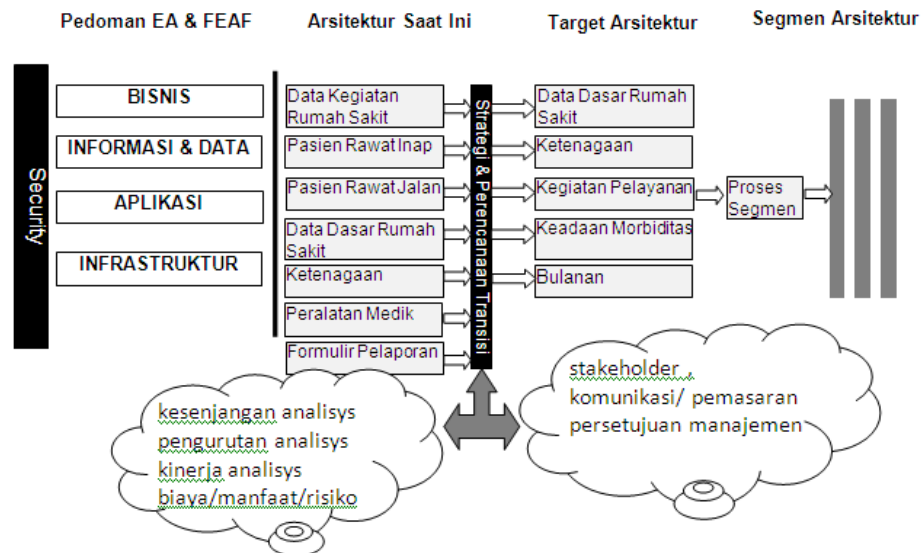 Pedoman EA & FEAF
Arsitektur Saat Ini
Target Arsitektur
Segmen Arsitektur
Security
BISNIS
INFORMASI & DATA
APLIKASI
INFRASTRUKTUR
Data Kegiatan
Rumah Sakit
Pasien Rawat Inap
Pasien Rawat Jalan
Data Dasar Rumah
Sakit
Ketenagaan
Peralatan Medik
Formulir Pelaporan
Strategi & Perencanaan Transisi
Data Dasar Rumah
Sakit
Ketenagaan
Kegiatan Pelayanan
Keadaan Morbiditas
Bulanan
Proses
Segmen
kesenjangan analisys
pengurutan analisys
kinerja analisys
biaya/manfaat/risiko
stakeholder ,
komunikasi/ pemasaran
persetujuan manajemen